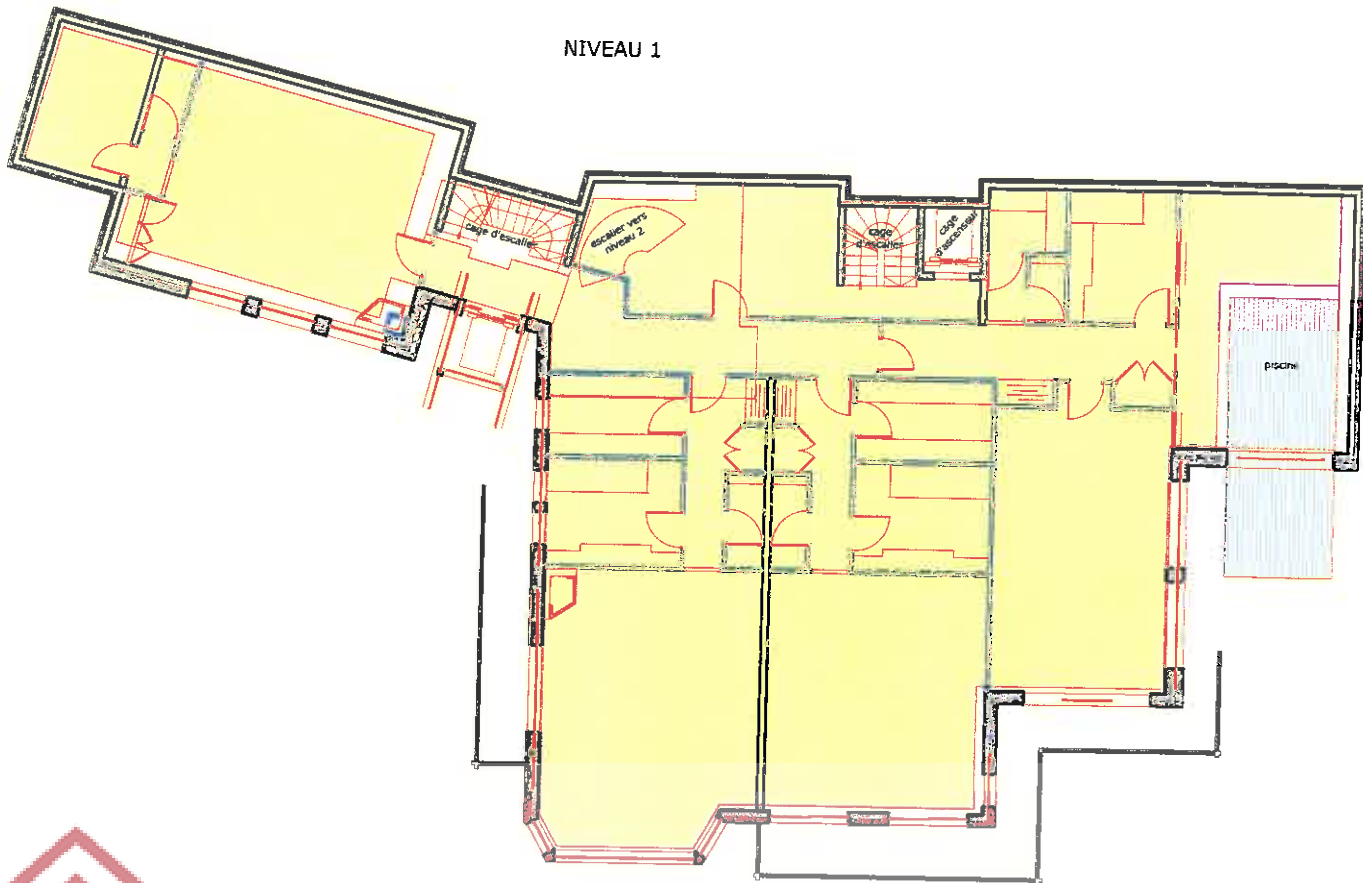 NIVEAU 1
cage d'escalier
escalier vers
niveau 2
cage
d'escalier
cage
d'ascenseur
piscine